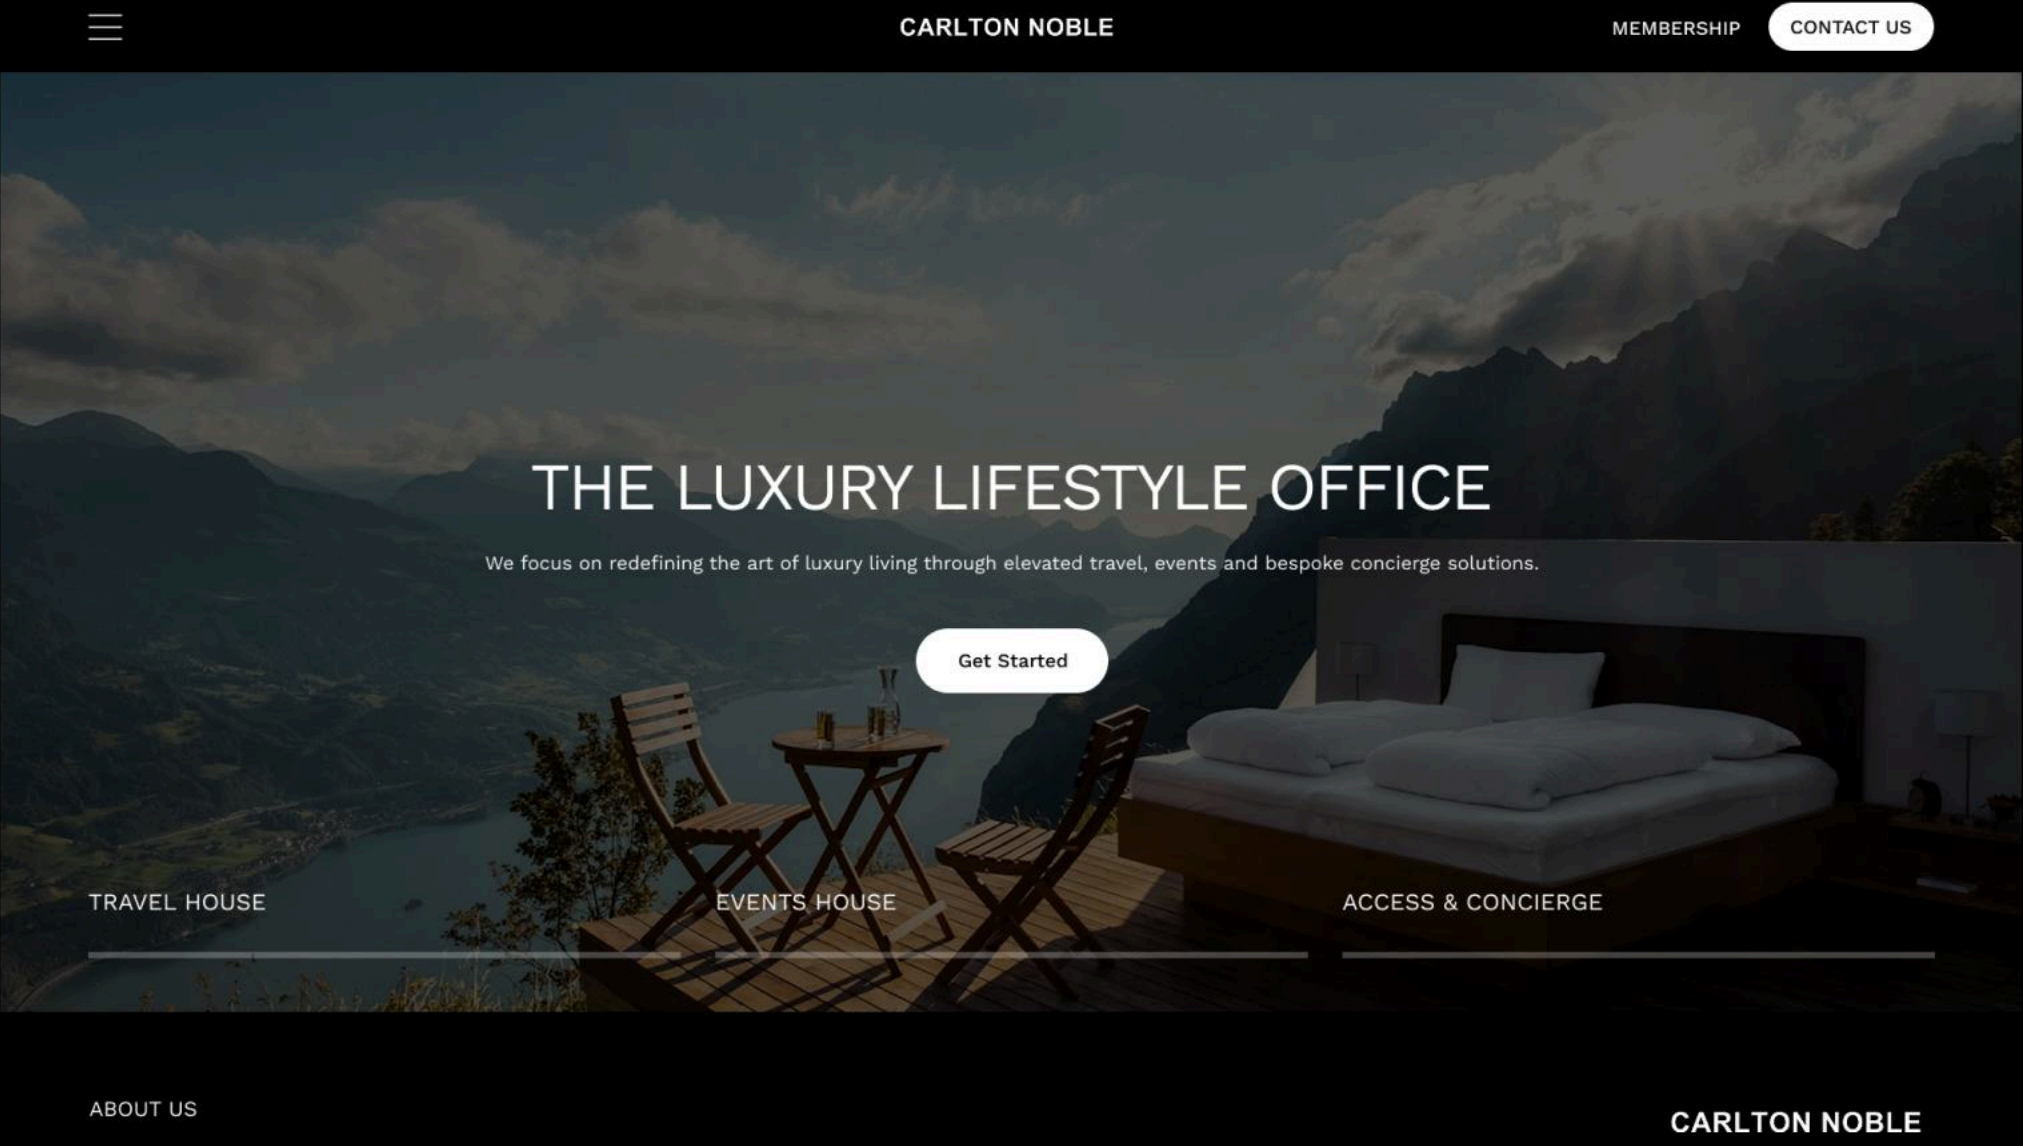 CARLTON NOBLE
MEMBERSHIP
CONTACT US
THE LUXURY LIFESTYLE OFFICE
We focus on redefining the art of luxury living through elevated travel, events and bespoke concierge solutions.
Get Started
TRAVEL HOUSE
EVENTS HOUSE
ACCESS & CONCIERGE
ABOUT US
CARLTON NOBLE